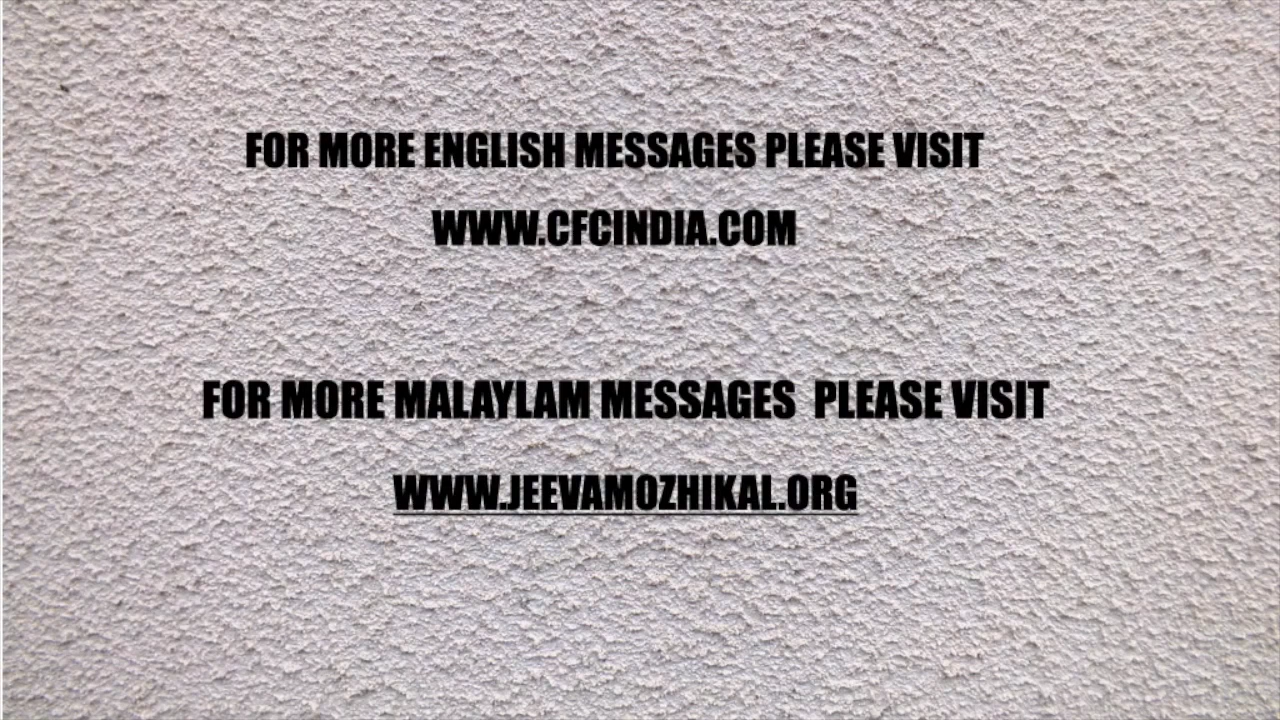 FOR MORE ENGLISH MESSAGES PLEASE VISIT
WWW.CFCINDIA.COM
FOR MORE MALAYLAM MESSAGES PLEASE VISIT
WWW.JEEVAMOZHIKAL.ORG